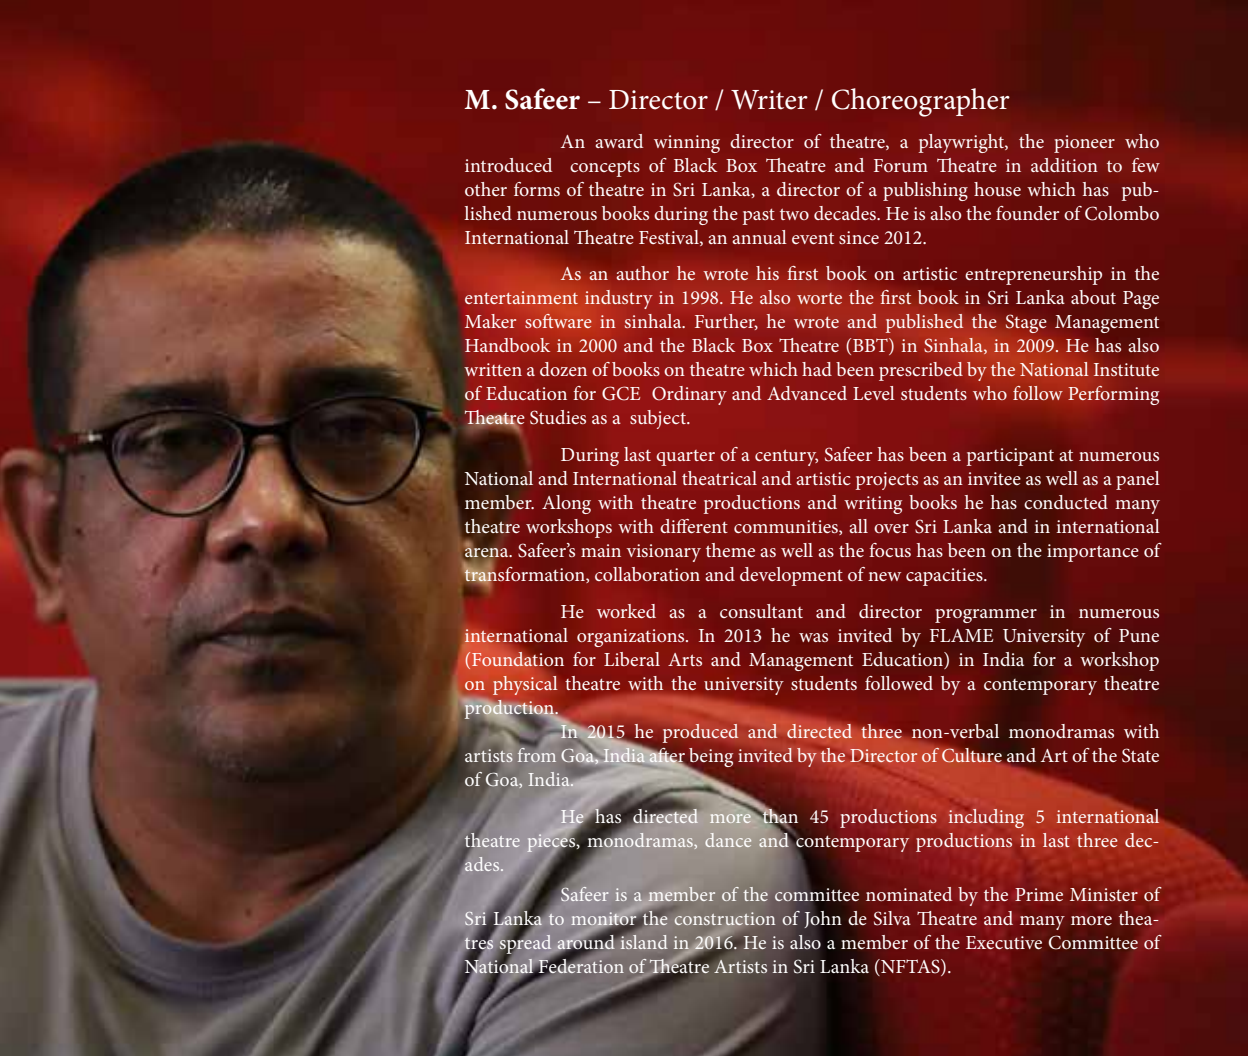 M. Safeer – Director / Writer / Choreographer
An award winning director of theatre, a playwright, the pioneer who
introduced  concepts of Black Box Theatre and Forum Theatre in addition to few
other forms of theatre in Sri Lanka, a director of a publishing house which has  pub-
lished numerous books during the past two decades. He is also the founder of Colombo
International Theatre Festival, an annual event since 2012.
As an author he wrote his first book on artistic entrepreneurship in the
entertainment industry in 1998. He also worte the first book in Sri Lanka about Page
Maker software in sinhala. Further, he wrote and published the Stage Management
Handbook in 2000 and the Black Box Theatre (BBT) in Sinhala, in 2009. He has also
written a dozen of books on theatre which had been prescribed by the National Institute
of Education for GCE  Ordinary and Advanced Level students who follow Performing
Theatre Studies as a  subject.
During last quarter of a century, Safeer has been a participant at numerous
National and International theatrical and artistic projects as an invitee as well as a panel
member. Along with theatre productions and writing books he has conducted many
theatre workshops with different communities, all over Sri Lanka and in international
arena. Safeer’s main visionary theme as well as the focus has been on the importance of
transformation, collaboration and development of new capacities.
He worked as a consultant and director programmer in numerous
international organizations. In 2013 he was invited by FLAME University of Pune
(Foundation for Liberal Arts and Management Education) in India for a workshop
on physical theatre with the university students followed by a contemporary theatre
production.
In 2015 he produced and directed three non-verbal monodramas with
artists from Goa, India after being invited by the Director of Culture and Art of the State
of Goa, India.
He has directed more than 45 productions including 5 international
theatre pieces, monodramas, dance and contemporary productions in last three dec-
ades.
Safeer is a member of the committee nominated by the Prime Minister of
Sri Lanka to monitor the construction of John de Silva Theatre and many more thea-
tres spread around island in 2016. He is also a member of the Executive Committee of
National Federation of Theatre Artists in Sri Lanka (NFTAS).